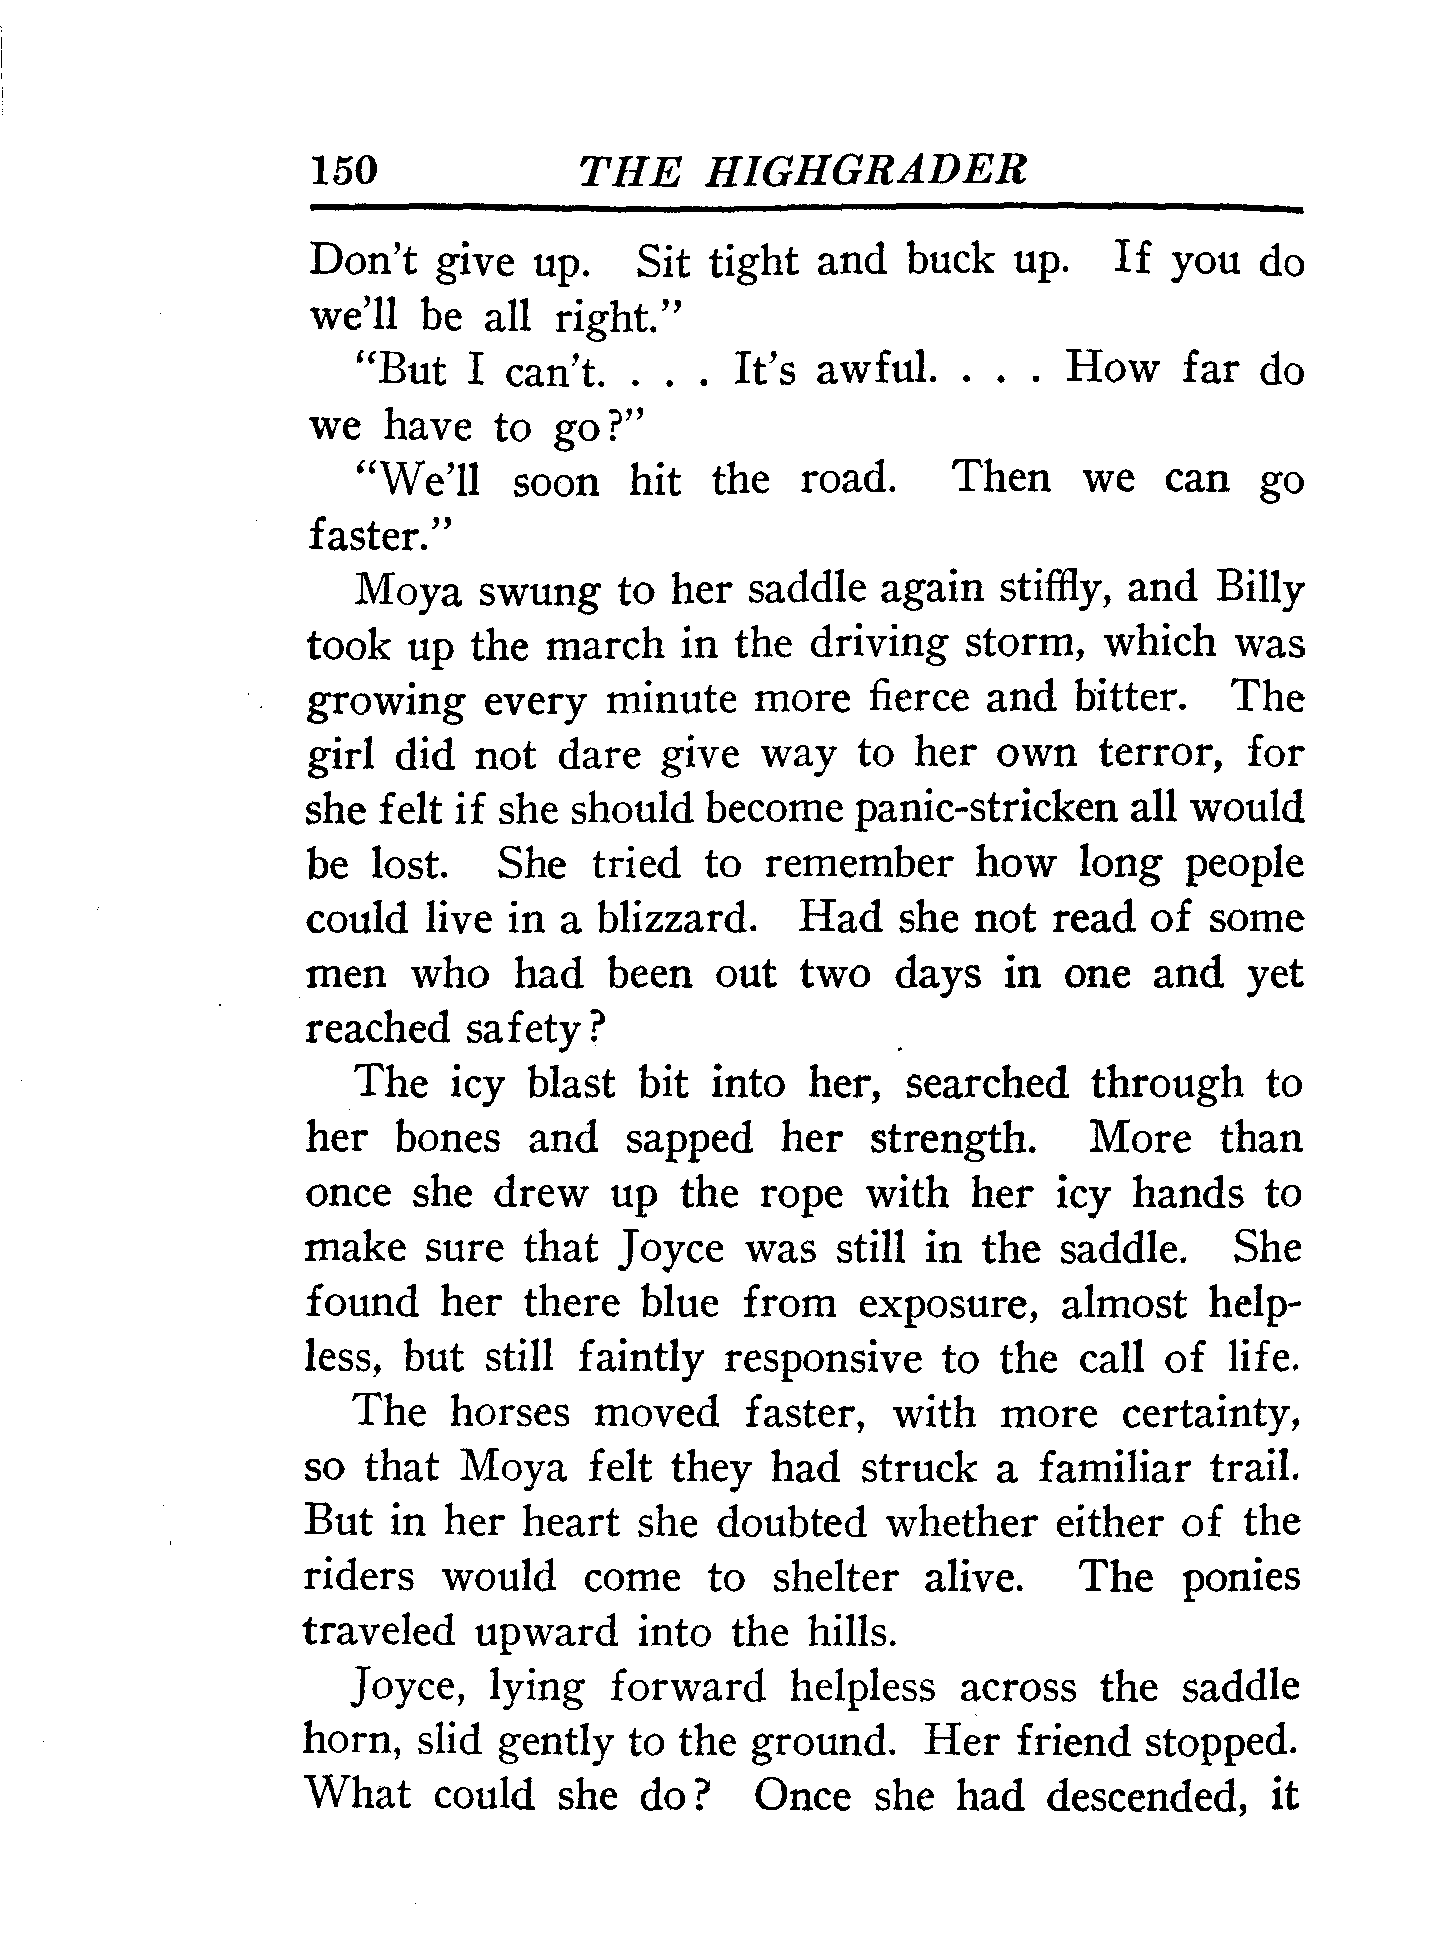 150 THE HIGHGRADER
Don't give up. Sit tight and buck up. If you do
we'll be all right."
"But I can't. . . . It's awful. . . . How far do
we have to go?"
"We'll soon hit the road. Then we can go
faster."
Moya swung to her saddle again stiffly, and Billy
took up the march in the driving storm, which was
growing every minute more fierce and bitter. The
girl did not dare give way to her own terror, for
she felt if she should become panic-stricken all would
be lost. She tried to remember how long people
could live in a blizzard. Had she not read of some
men who had been out two days in one and yet
reached safety?
The icy blast bit into her, searched through to
her bones and sapped her strength. More than
once she drew up the rope with her icy hands to
make sure that Joyce was still in the saddle. She
found her there blue from exposure, almost help-
less, but still faintly responsive to the call of life.
The horses moved faster, with more certainty,
so that Moya felt they had struck a familiar trail.
But in her heart she doubted whether either of the
riders would come to shelter alive. The ponies
traveled upward into the hills.
Joyce, lying forward helpless across the saddle
horn, slid gently to the ground. Her friend stopped.
What could she do? Once she had descended, it